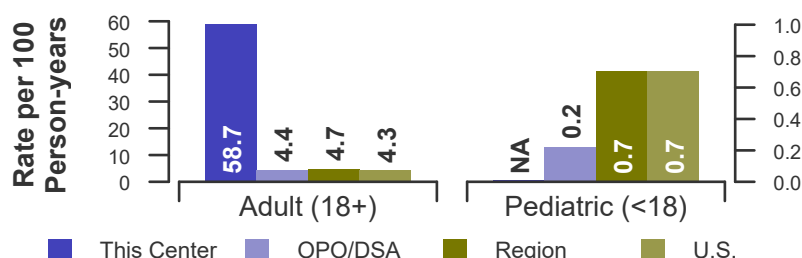 Rate per 100
Person-years
60
50
40
30
20
10
0
58.7
4.4
4.7
4.3
NA
0.2
0.7
0.7
1.0
0.8
0.6
0.4
0.2
0.0
Adult (18+)
Pediatric (<18)
This Center
OPO/DSA
Region
U.S.